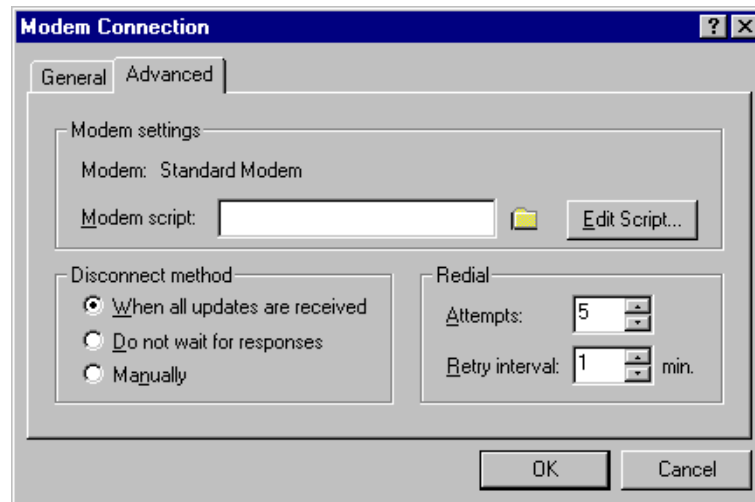 Modem Connection
General Advanced
Modem settings
Modem: Standard Modem
Modem script: Edit Script...
Disconnect method
When all updates are received
Do not wait for responses
Manually
Redial
Attempts: 5
Retry interval: 1 min.
OK Cancel